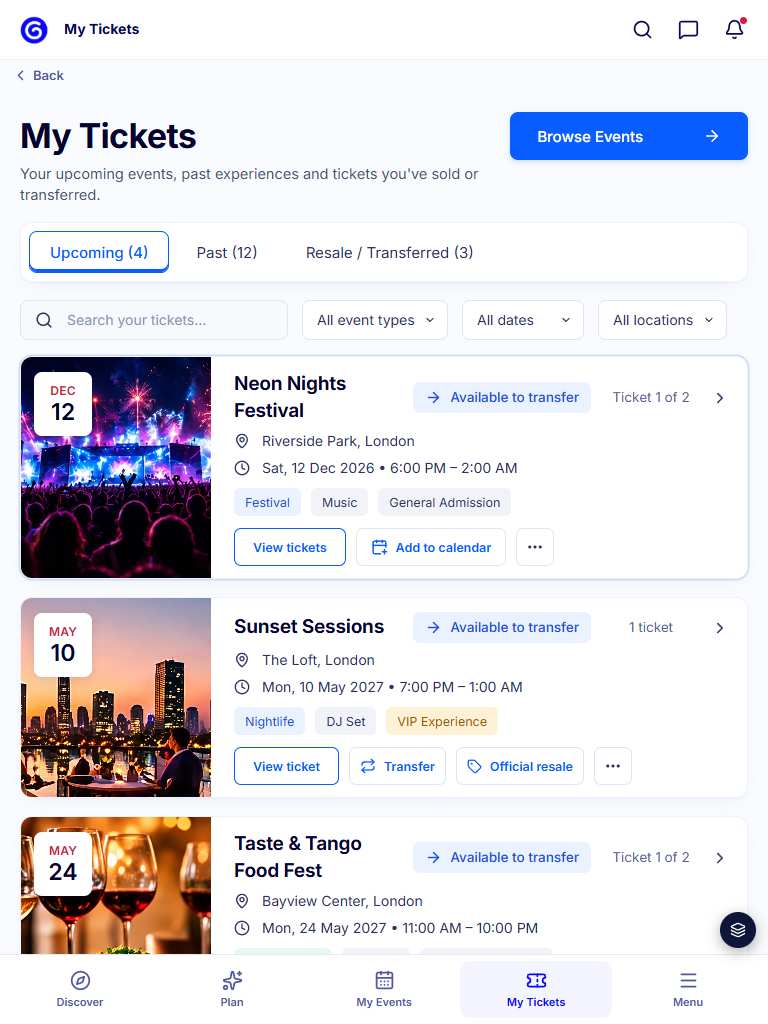 My Tickets
Back
My Tickets
Browse Events
Your upcoming events, past experiences and tickets you've sold or
transferred.
Upcoming (4)
Past (12)
Resale / Transferred (3)
Search your tickets...
All event types
All dates
All locations
DEC
12
Neon Nights
Festival
Available to transfer
Ticket 1 of 2
Riverside Park, London
Sat, 12 Dec 2026 • 6:00 PM – 2:00 AM
Festival
Music
General Admission
View tickets
Add to calendar
MAY
10
Sunset Sessions
Available to transfer
1 ticket
The Loft, London
Mon, 10 May 2027 • 7:00 PM – 1:00 AM
Nightlife
DJ Set
VIP Experience
View ticket
Transfer
Official resale
MAY
24
Taste & Tango
Food Fest
Available to transfer
Ticket 1 of 2
Bayview Center, London
Mon, 24 May 2027 • 11:00 AM – 10:00 PM
Discover
Plan
My Events
My Tickets
Menu